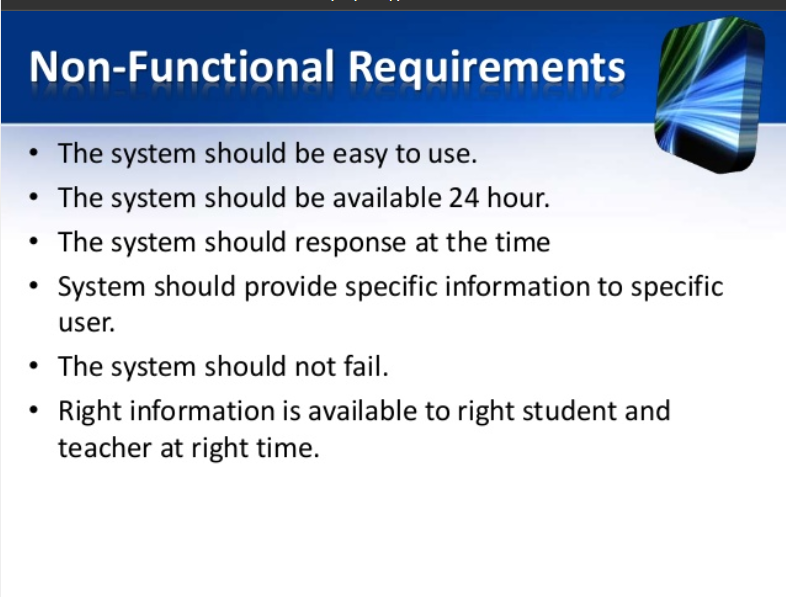 Non-Functional Requirements
• The system should be easy to use.
• The system should be available 24 hour.
• The system should response at the time
• System should provide specific information to specific
user.
• The system should not fail.
• Right information is available to right student and
teacher at right time.